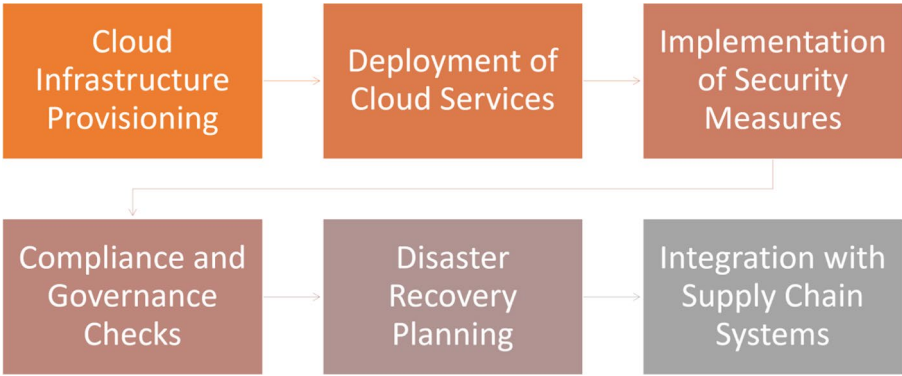 Cloud
Infrastructure
Provisioning
Deployment of
Cloud Services
Implementation
of Security
Measures
Compliance and
Governance
Checks
Disaster
Recovery
Planning
Integration with
Supply Chain
Systems